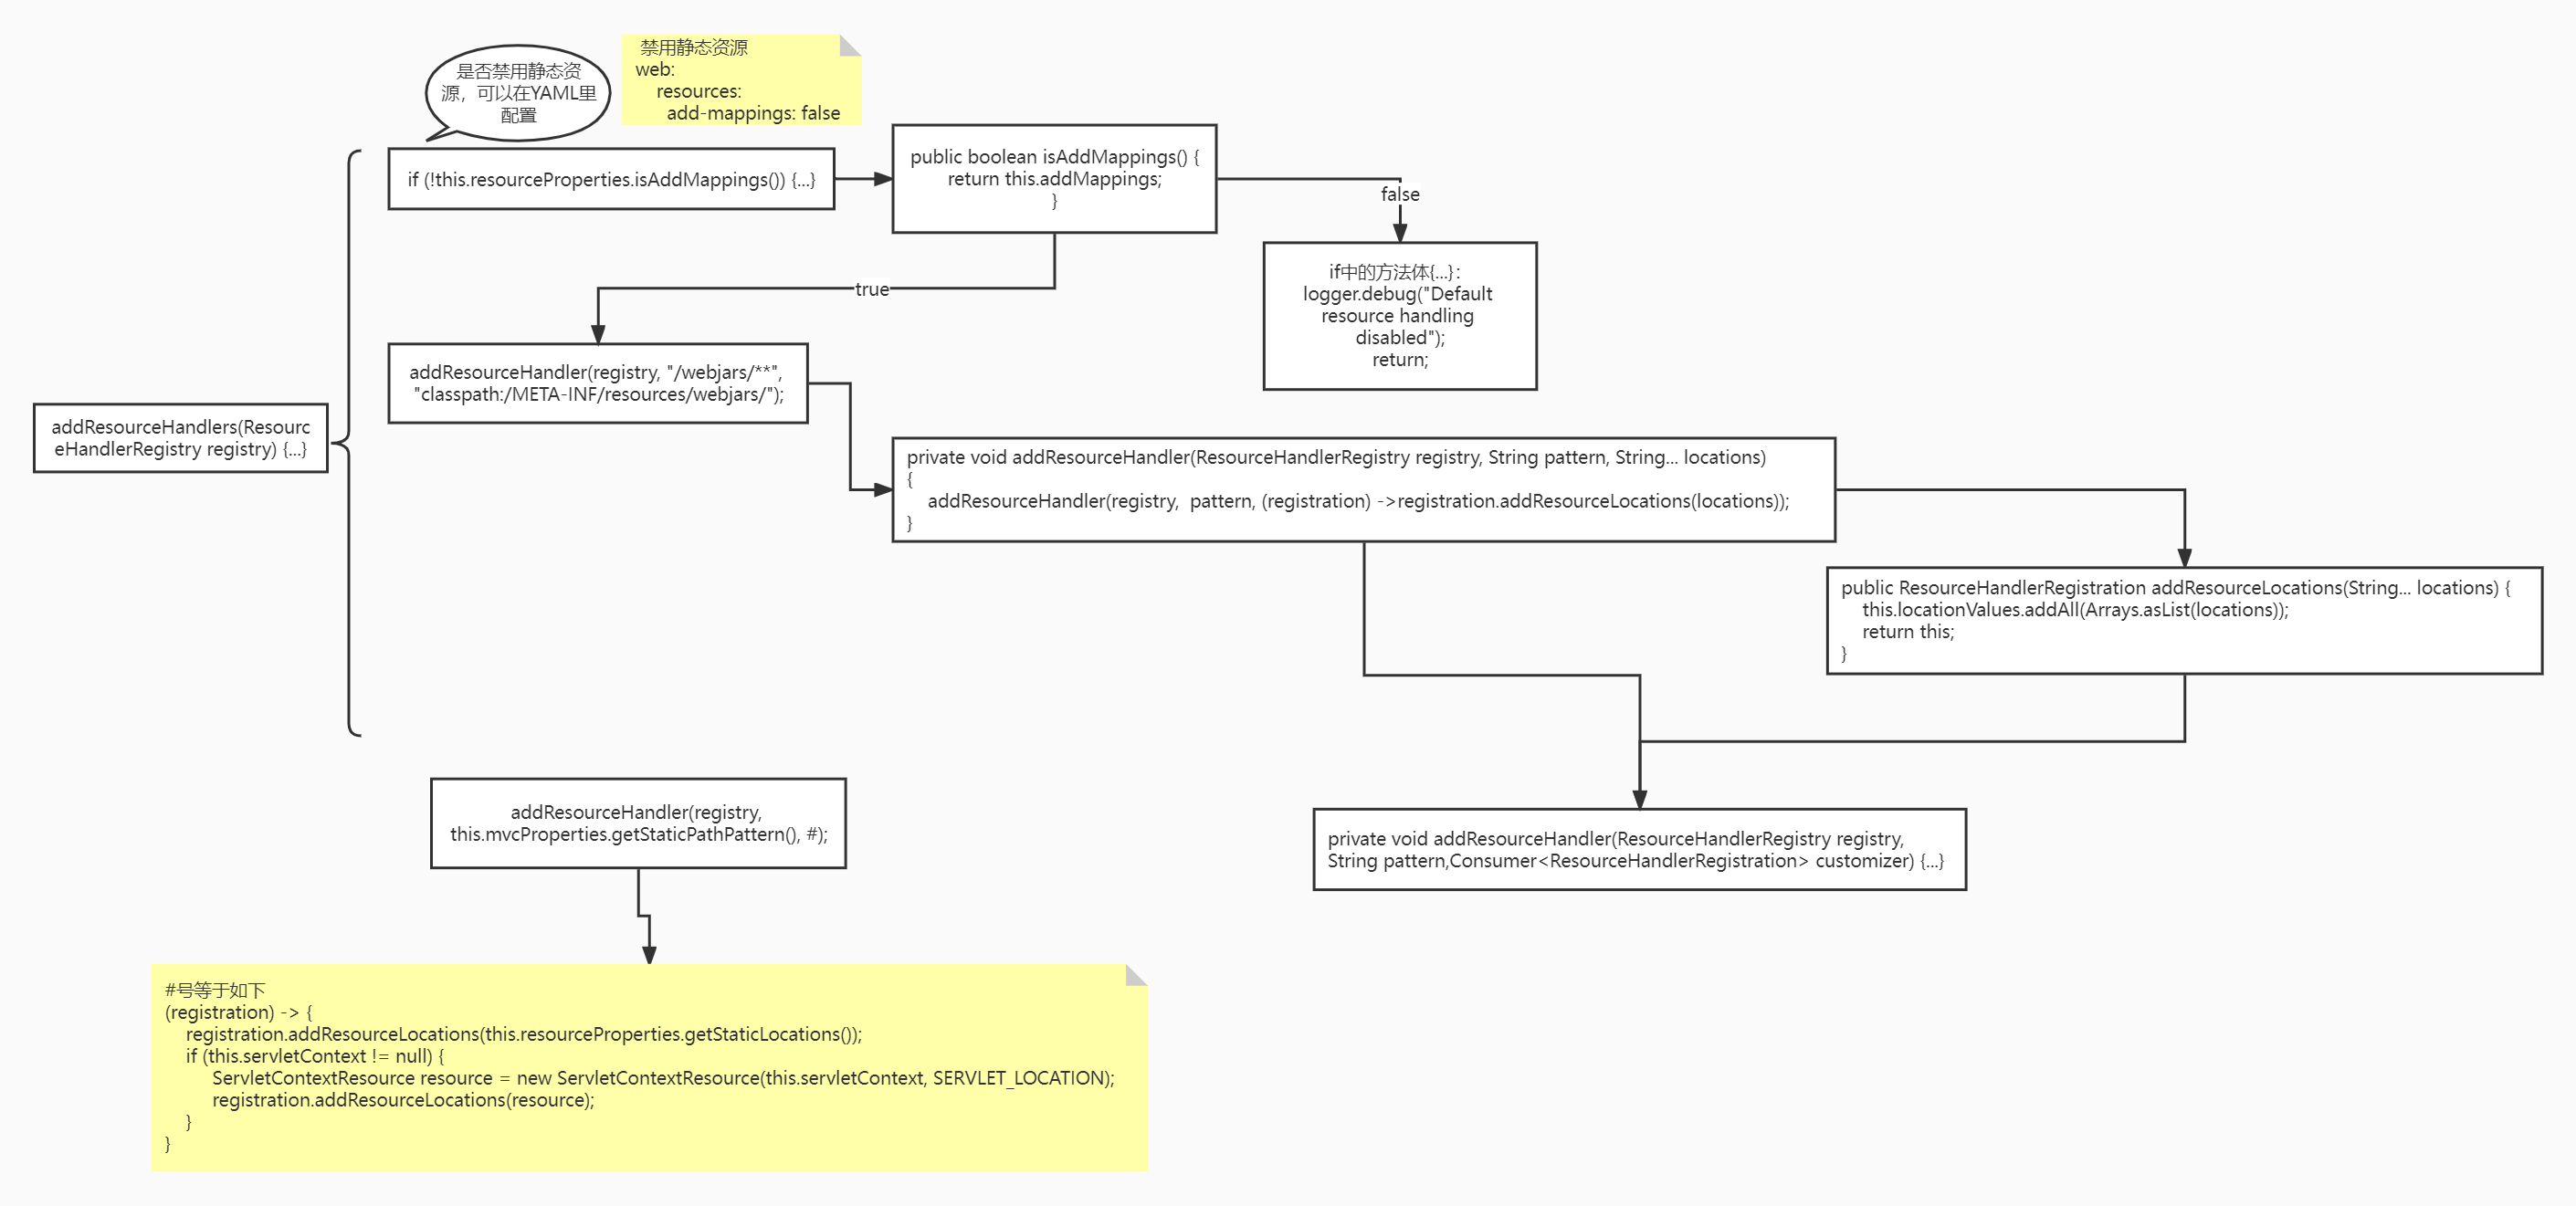 是否禁用静态资
源，可以在YAML里
配置
禁用静态资源
web:
resources:
add-mappings: false
if (!this.resourceProperties.isAddMappings()) {...}
public boolean isAddMappings() {
return this.addMappings;
}
false
if中的方法体{...}：
logger.debug("Default
resource handling
disabled");
return;
true
addResourceHandler(registry, "/webjars/**",
"classpath:/META-INF/resources/webjars/");
addResourceHandlers(Resourc
eHandlerRegistry registry) {...}
private void addResourceHandler(ResourceHandlerRegistry registry, String pattern, String... locations)
{
addResourceHandler(registry,  pattern, (registration) ->registration.addResourceLocations(locations));
}
public ResourceHandlerRegistration addResourceLocations(String... locations) {
this.locationValues.addAll(Arrays.asList(locations));
return this;
}
addResourceHandler(registry,
this.mvcProperties.getStaticPathPattern(), #);
private void addResourceHandler(ResourceHandlerRegistry registry,
String pattern,Consumer<ResourceHandlerRegistration> customizer) {...}
#号等于如下
(registration) -> {
registration.addResourceLocations(this.resourceProperties.getStaticLocations());
if (this.servletContext != null) {
ServletContextResource resource = new ServletContextResource(this.servletContext, SERVLET_LOCATION);
registration.addResourceLocations(resource);
}
}